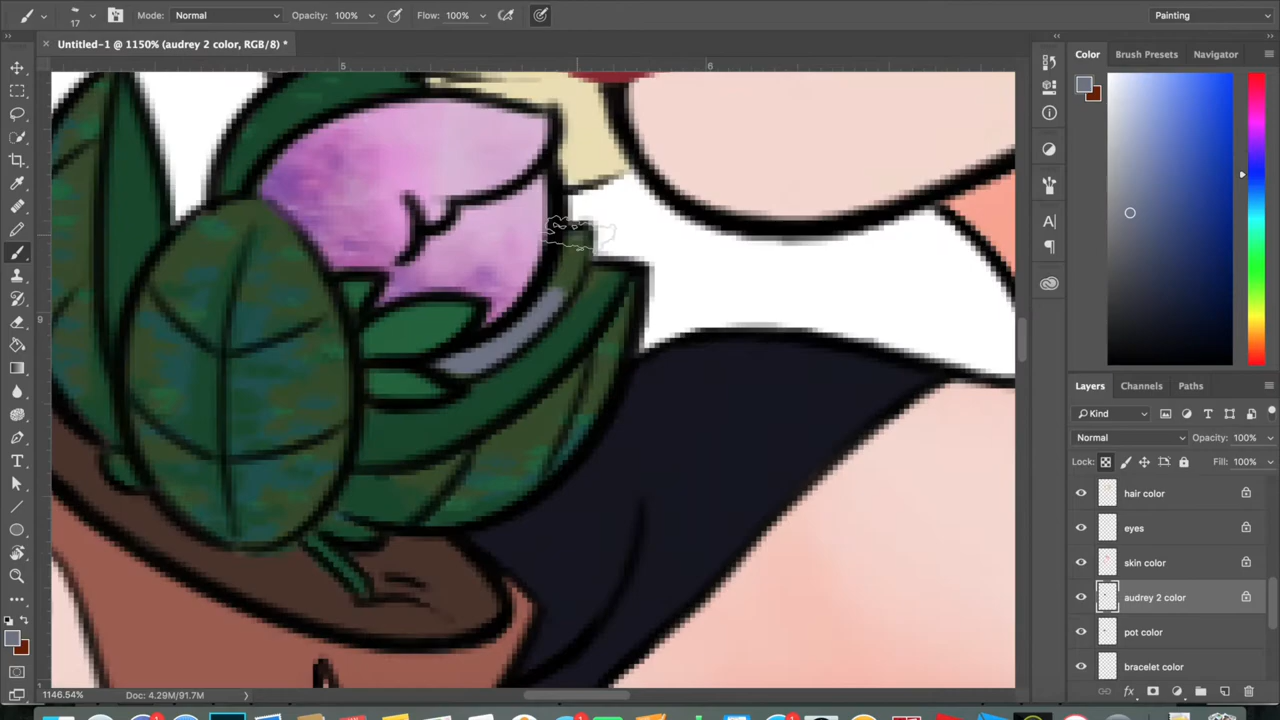 17 Mode: Normal Opacity: 100% Flow: 100% Painting
Untitled-1 @ 1150% (audrey 2 color, RGB/8) *
5 6
9
Color Brush Presets Navigator
Layers Channels Paths
Kind
Normal Opacity: 100%
Lock: Fill: 100%
hair color
eyes
skin color
audrey 2 color
pot color
bracelet color
1146.54% Doc: 4.29M/91.7M